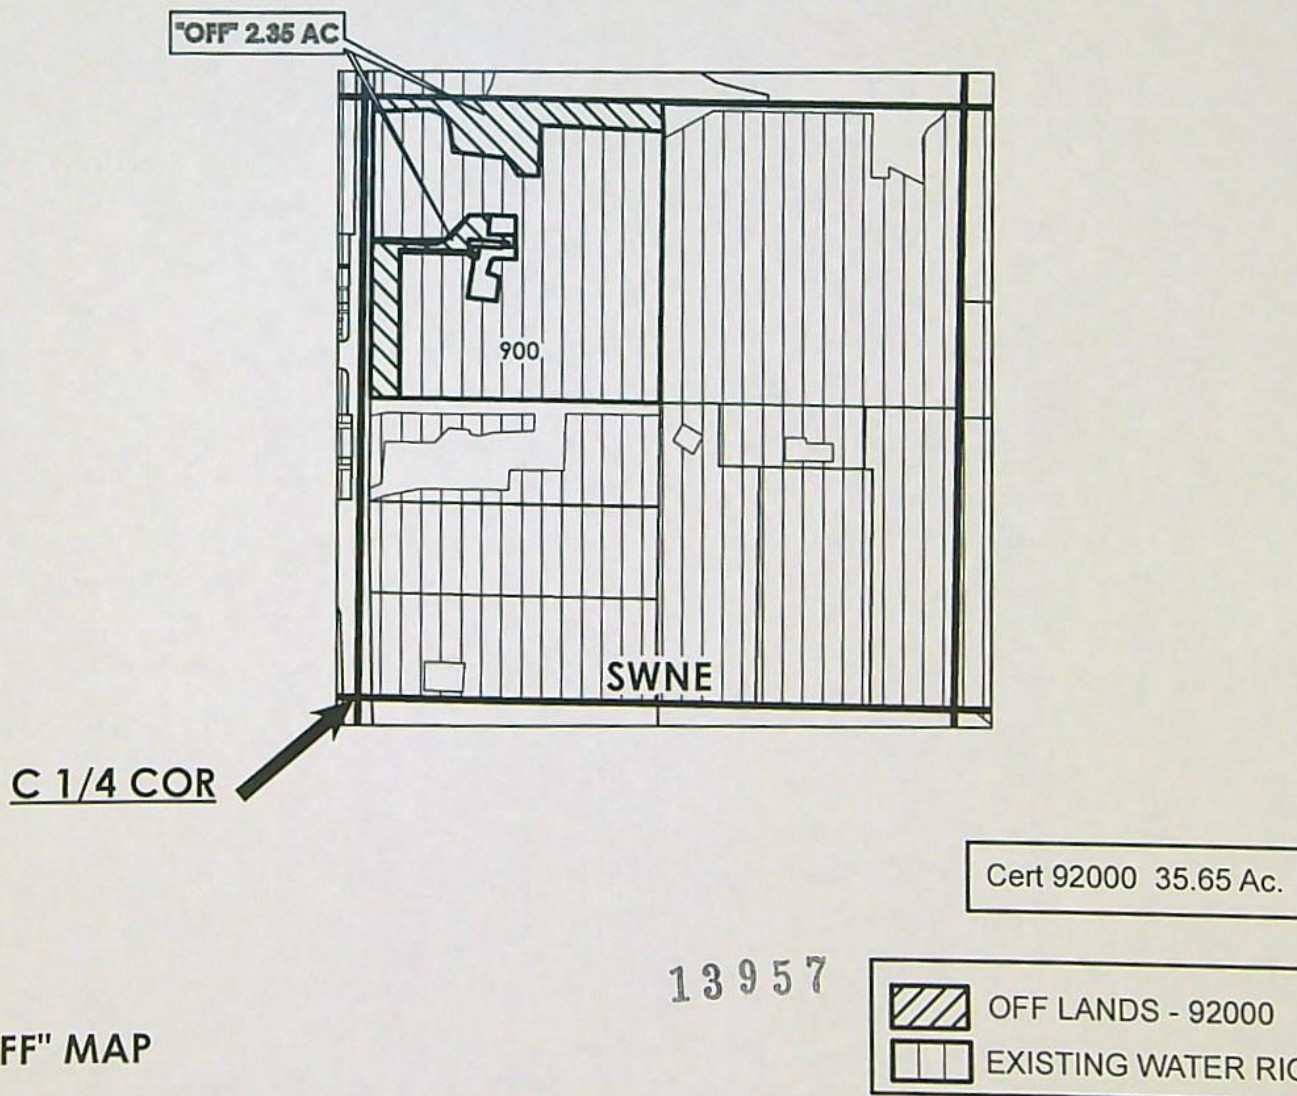 "OFF" 2.35 AC
900
SWNE
C 1/4 COR
Cert 92000 35.65 Ac.
13957
OFF LANDS - 92000
FF" MAP
EXISTING WATER RIG